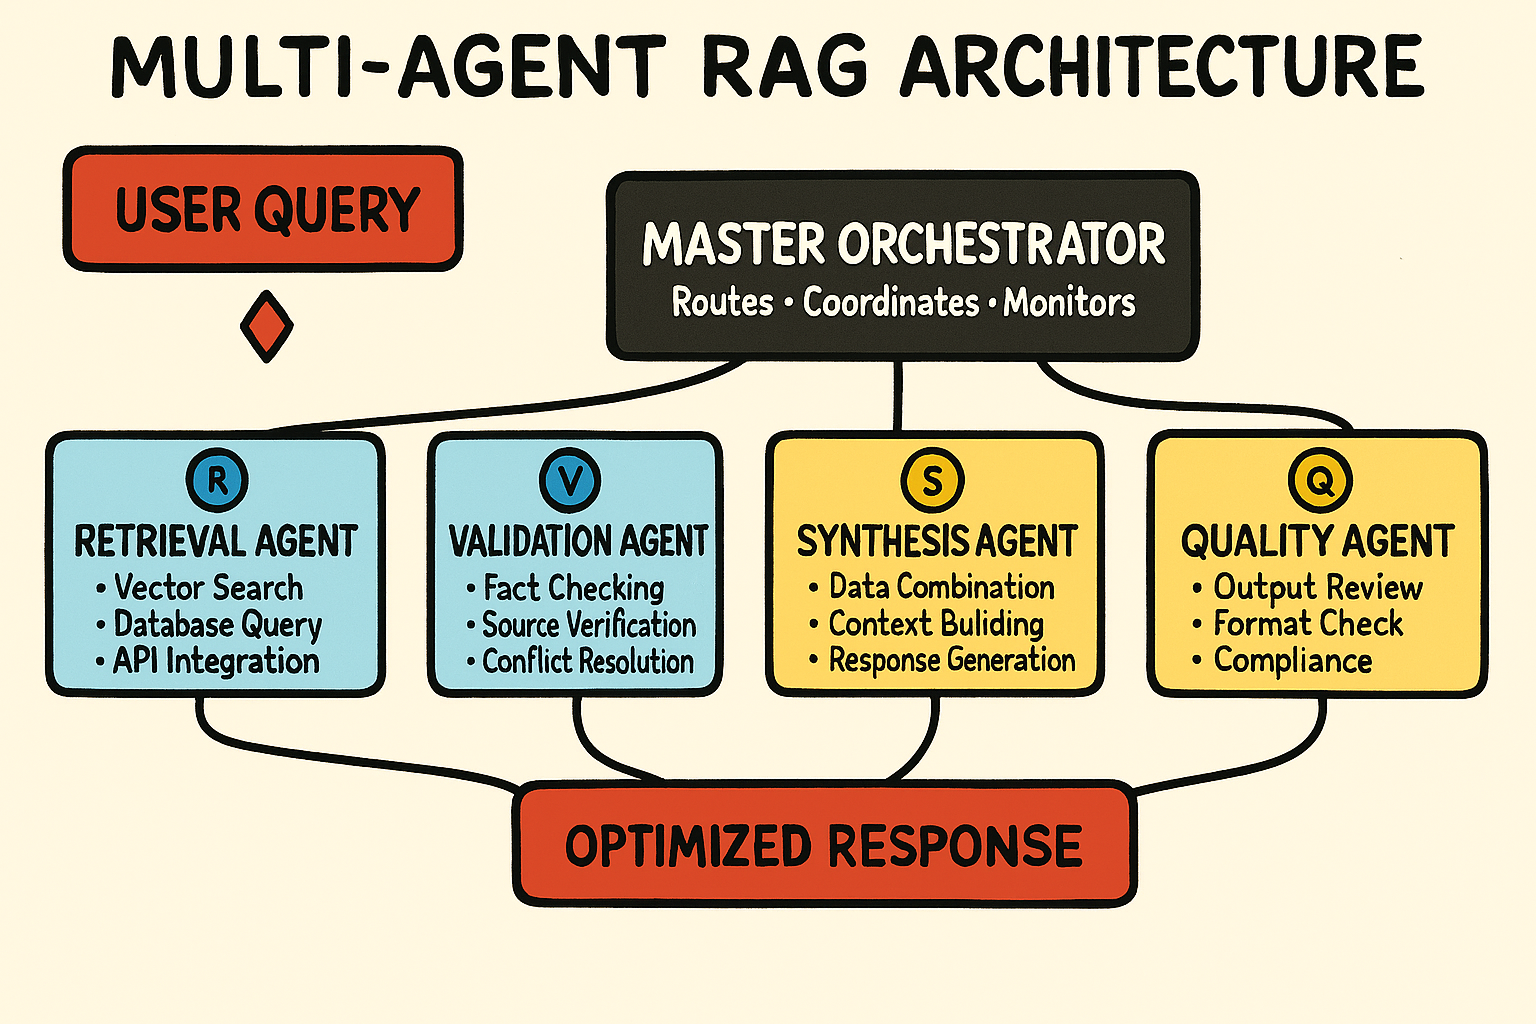 MULTI-AGENT RAG ARCHITECTURE
USER QUERY
MASTER ORCHESTRATOR
Routes • Coordinates • Monitors
R
RETRIEVAL AGENT
• Vector Search
• Database Query
• API Integration
V
VALIDATION AGENT
• Fact Checking
• Source Verification
• Conflict Resolution
S
SYNTHESIS AGENT
• Data Combination
• Context Buliding
• Response Generation
Q
QUALITY AGENT
• Output Review
• Format Check
• Compliance
OPTIMIZED RESPONSE